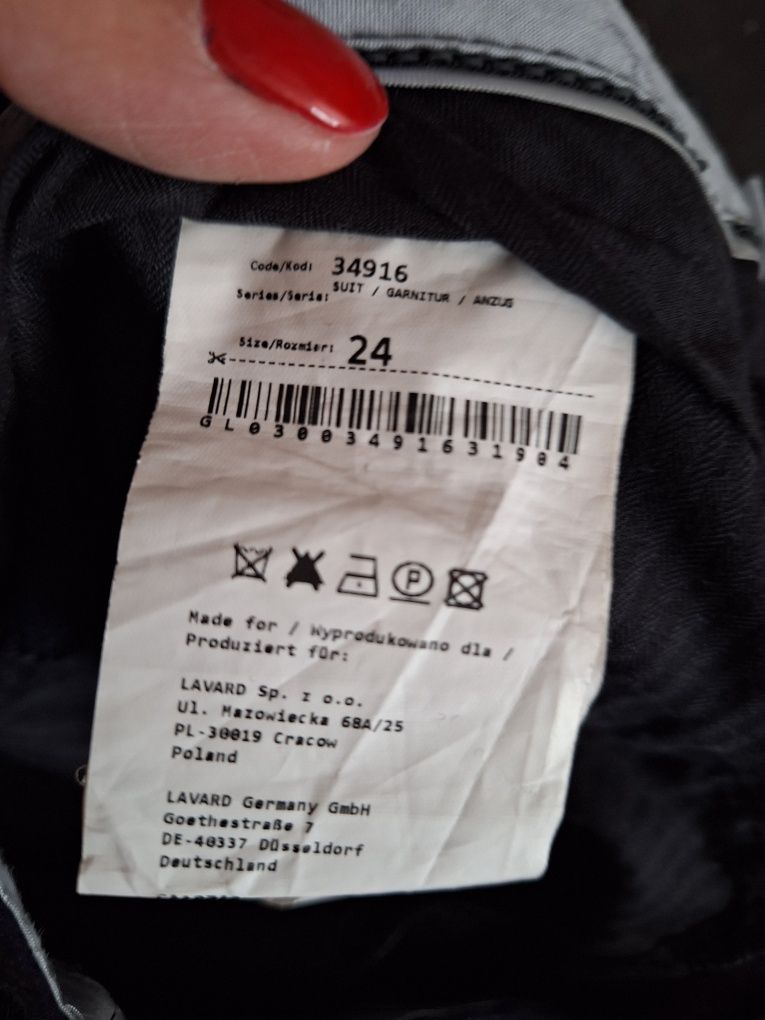 Code/Kod: 34916
Series/Seria: SUIT / GARNITUR / ANZUG
Size/Rozmiar: 24
GL03003491631904
P
Made for / Wyprodukowano dla /
Produziert für:
LAVARD Sp. z o.o.
Ul. Mazowiecka 68A/25
PL-30019 Cracow
Poland
LAVARD Germany GmbH
Goethestraße 7
DE-40337 Düsseldorf
Deutschland